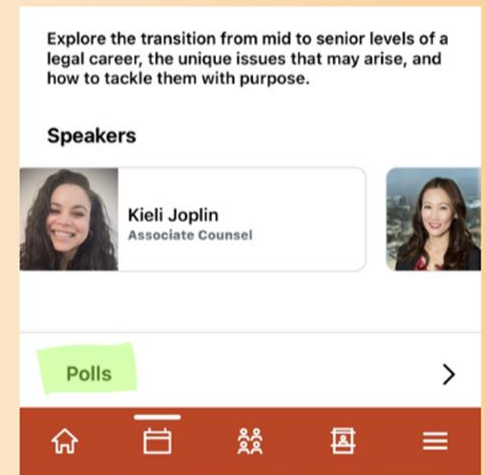 Explore the transition from mid to senior levels of a
legal career, the unique issues that may arise, and
how to tackle them with purpose.
Speakers
Kieli Joplin
Associate Counsel
Polls